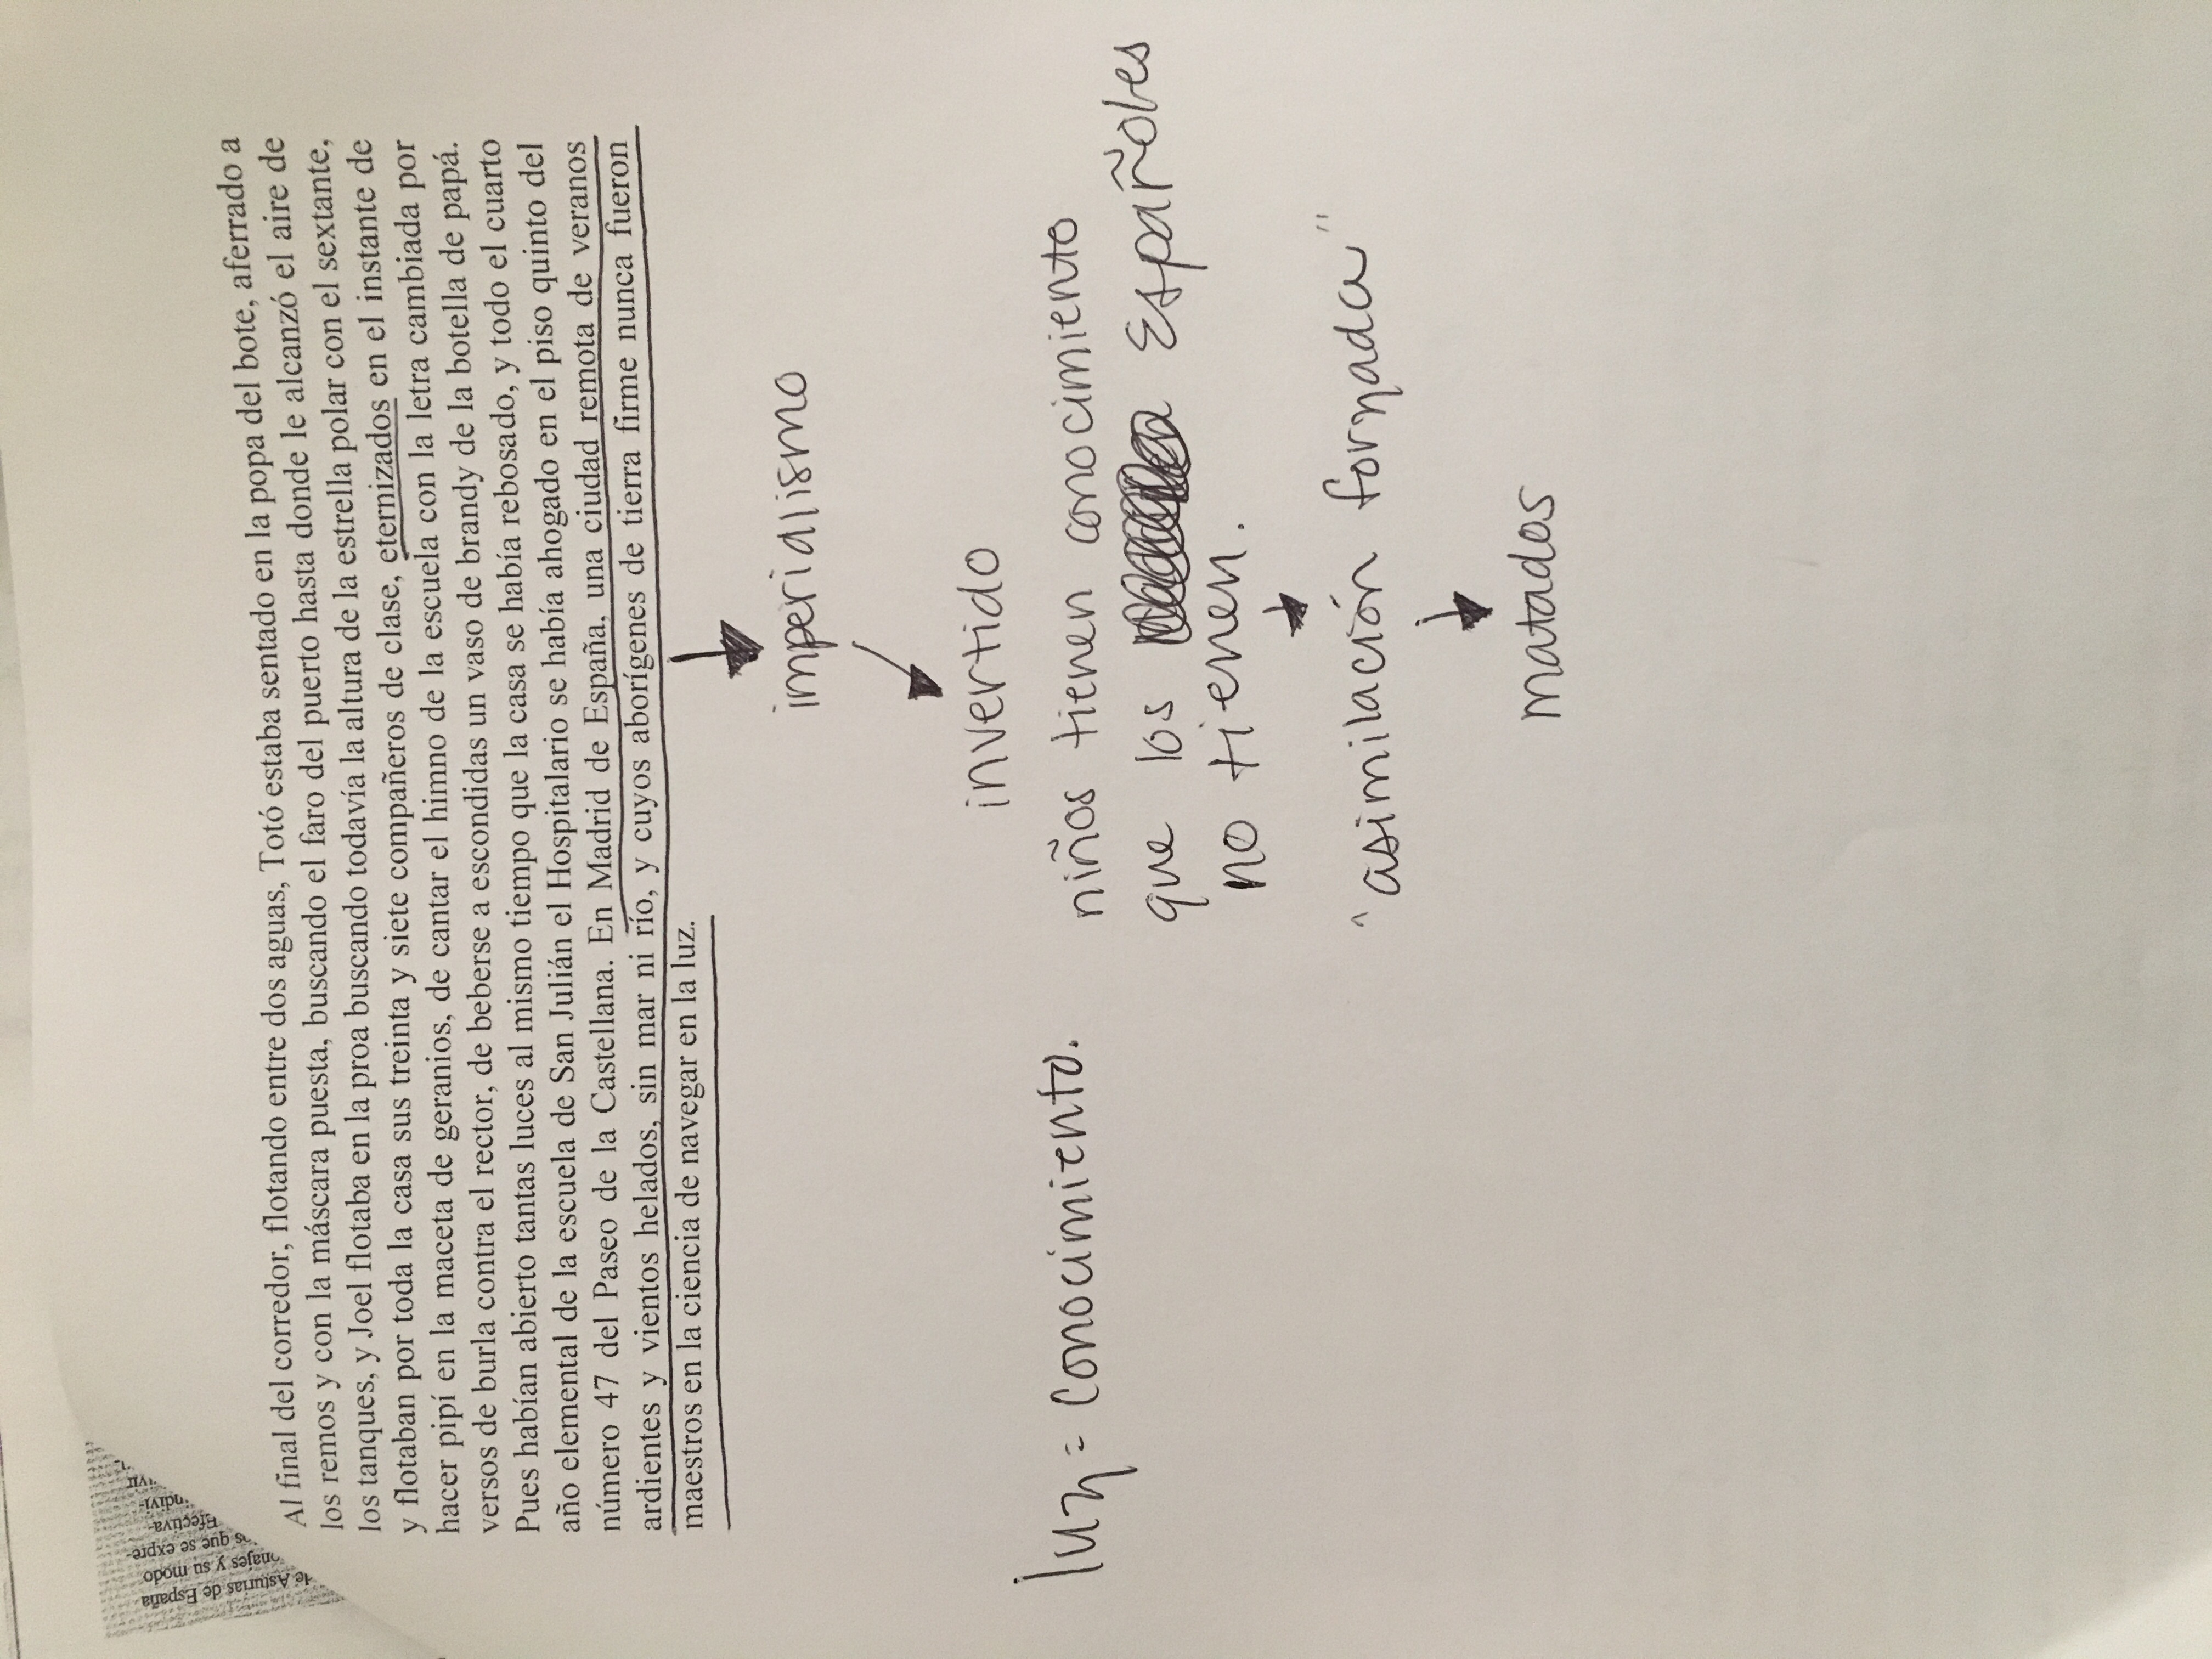 de Asturias de España
najes y su modo
s que se expre-
Efectiva-
indivi-
vir
Al final del corredor, flotando entre dos aguas, Totó estaba sentado en la popa del bote, aferrado a
los remos y con la máscara puesta, buscando el faro del puerto hasta donde le alcanzó el aire de
los tanques, y Joel flotaba en la proa buscando todavía la altura de la estrella polar con el sextante,
y flotaban por toda la casa sus treinta y siete compañeros de clase, eternizados en el instante de
hacer pipí en la maceta de geranios, de cantar el himno de la escuela con la letra cambiada por
versos de burla contra el rector, de beberse a escondidas un vaso de brandy de la botella de papá.
Pues habían abierto tantas luces al mismo tiempo que la casa se había rebosado, y todo el cuarto
año elemental de la escuela de San Julián el Hospitalario se había ahogado en el piso quinto del
número 47 del Paseo de la Castellana. En Madrid de España, una ciudad remota de veranos
ardientes y vientos helados, sin mar ni río, y cuyos aborígenes de tierra firme nunca fueron
maestros en la ciencia de navegar en la luz.
imperialismo
invertido
luz = conocimiento.
niños tienen conocimiento
que los Españoles
no tienen.
"asimilación forzada"
matados